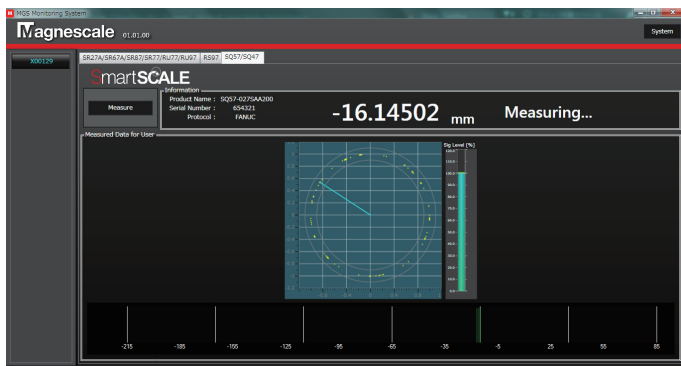 MGS Monitoring System
Magnescale 01.01.00
System
X00129
SR27A/SR67A/SR87/SR77/RU77/RU97 RS97 SQ57/SQ47
SmartSCALE
Measure
Information
Product Name : SQ57-027SAA200
Serial Number : 654321
Protocol : FANUC
-16.14502 mm
Measuring...
Measured Data for User
Sig Level [%]
-215 -185 -155 -125 -95 -65 -35 -5 25 55 85